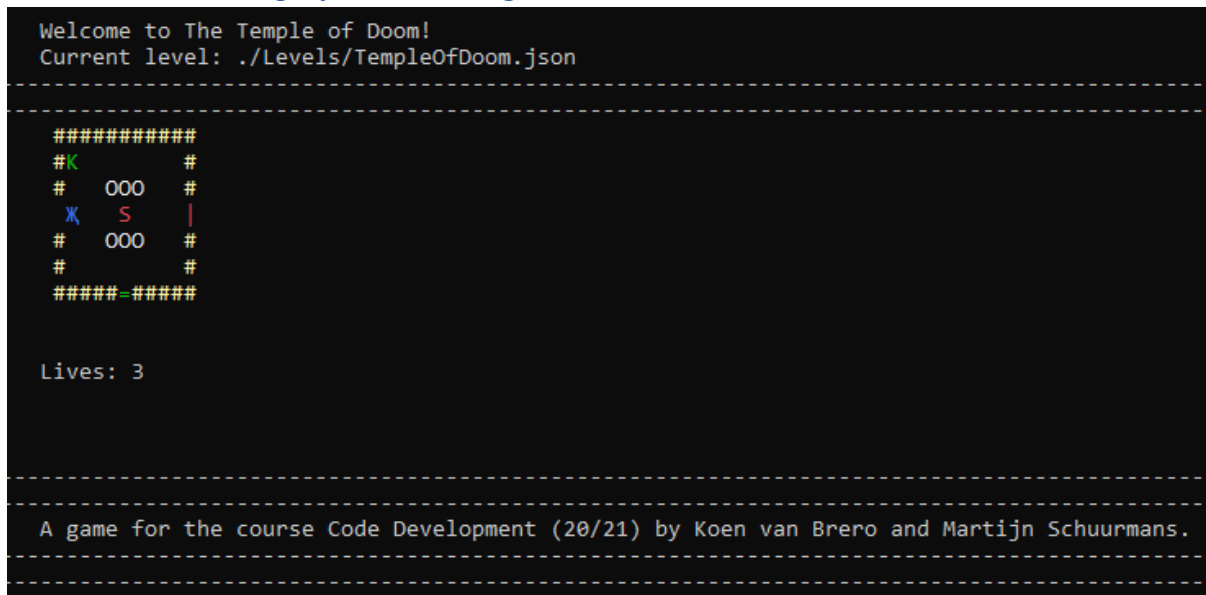 Welcome to The Temple of Doom!
Current level: ./Levels/TempleOfDoom.json
------------------------------------------------------------------------------------------
------------------------------------------------------------------------------------------
###########
#K        #
#   OOO   #
 Җ   S    |
#   OOO   #
#         #
#####=#####
Lives: 3
------------------------------------------------------------------------------------------
------------------------------------------------------------------------------------------
A game for the course Code Development (20/21) by Koen van Brero and Martijn Schuurmans.
------------------------------------------------------------------------------------------
------------------------------------------------------------------------------------------